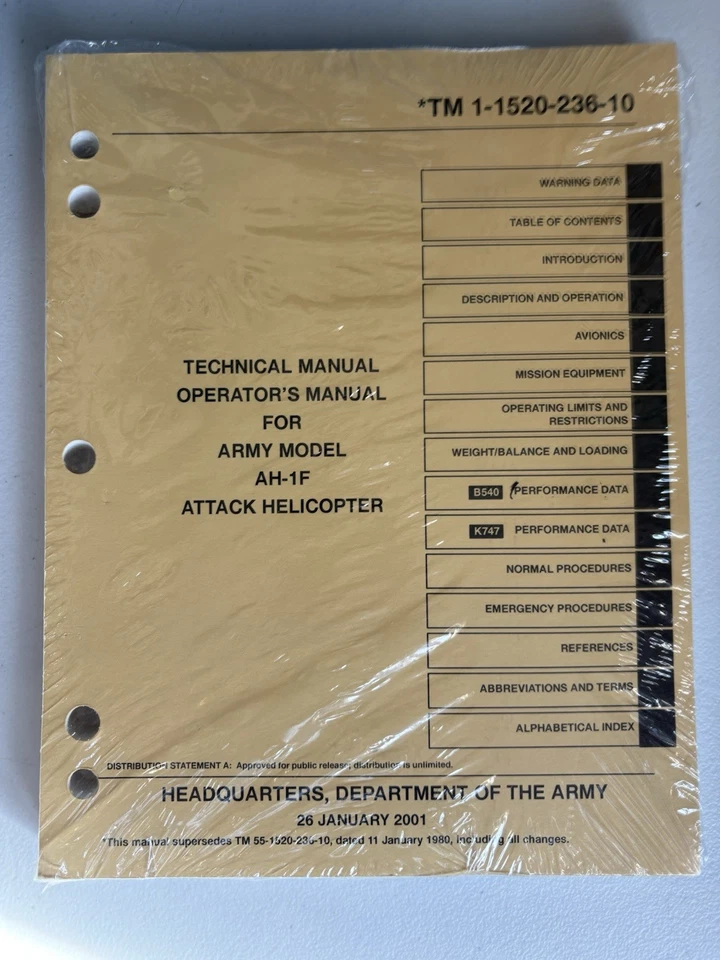 *TM 1-1520-236-10
WARNING DATA
TABLE OF CONTENTS
INTRODUCTION
DESCRIPTION AND OPERATION
AVIONICS
MISSION EQUIPMENT
OPERATING LIMITS AND
RESTRICTIONS
WEIGHT/BALANCE AND LOADING
B540 PERFORMANCE DATA
K747 PERFORMANCE DATA
NORMAL PROCEDURES
EMERGENCY PROCEDURES
REFERENCES
ABBREVIATIONS AND TERMS
ALPHABETICAL INDEX
TECHNICAL MANUAL
OPERATOR'S MANUAL
FOR
ARMY MODEL
AH-1F
ATTACK HELICOPTER
DISTRIBUTION STATEMENT A: Approved for public release; distribution is unlimited.
HEADQUARTERS, DEPARTMENT OF THE ARMY
26 JANUARY 2001
*This manual supersedes TM 55-1520-236-10, dated 11 January 1980, including all changes.